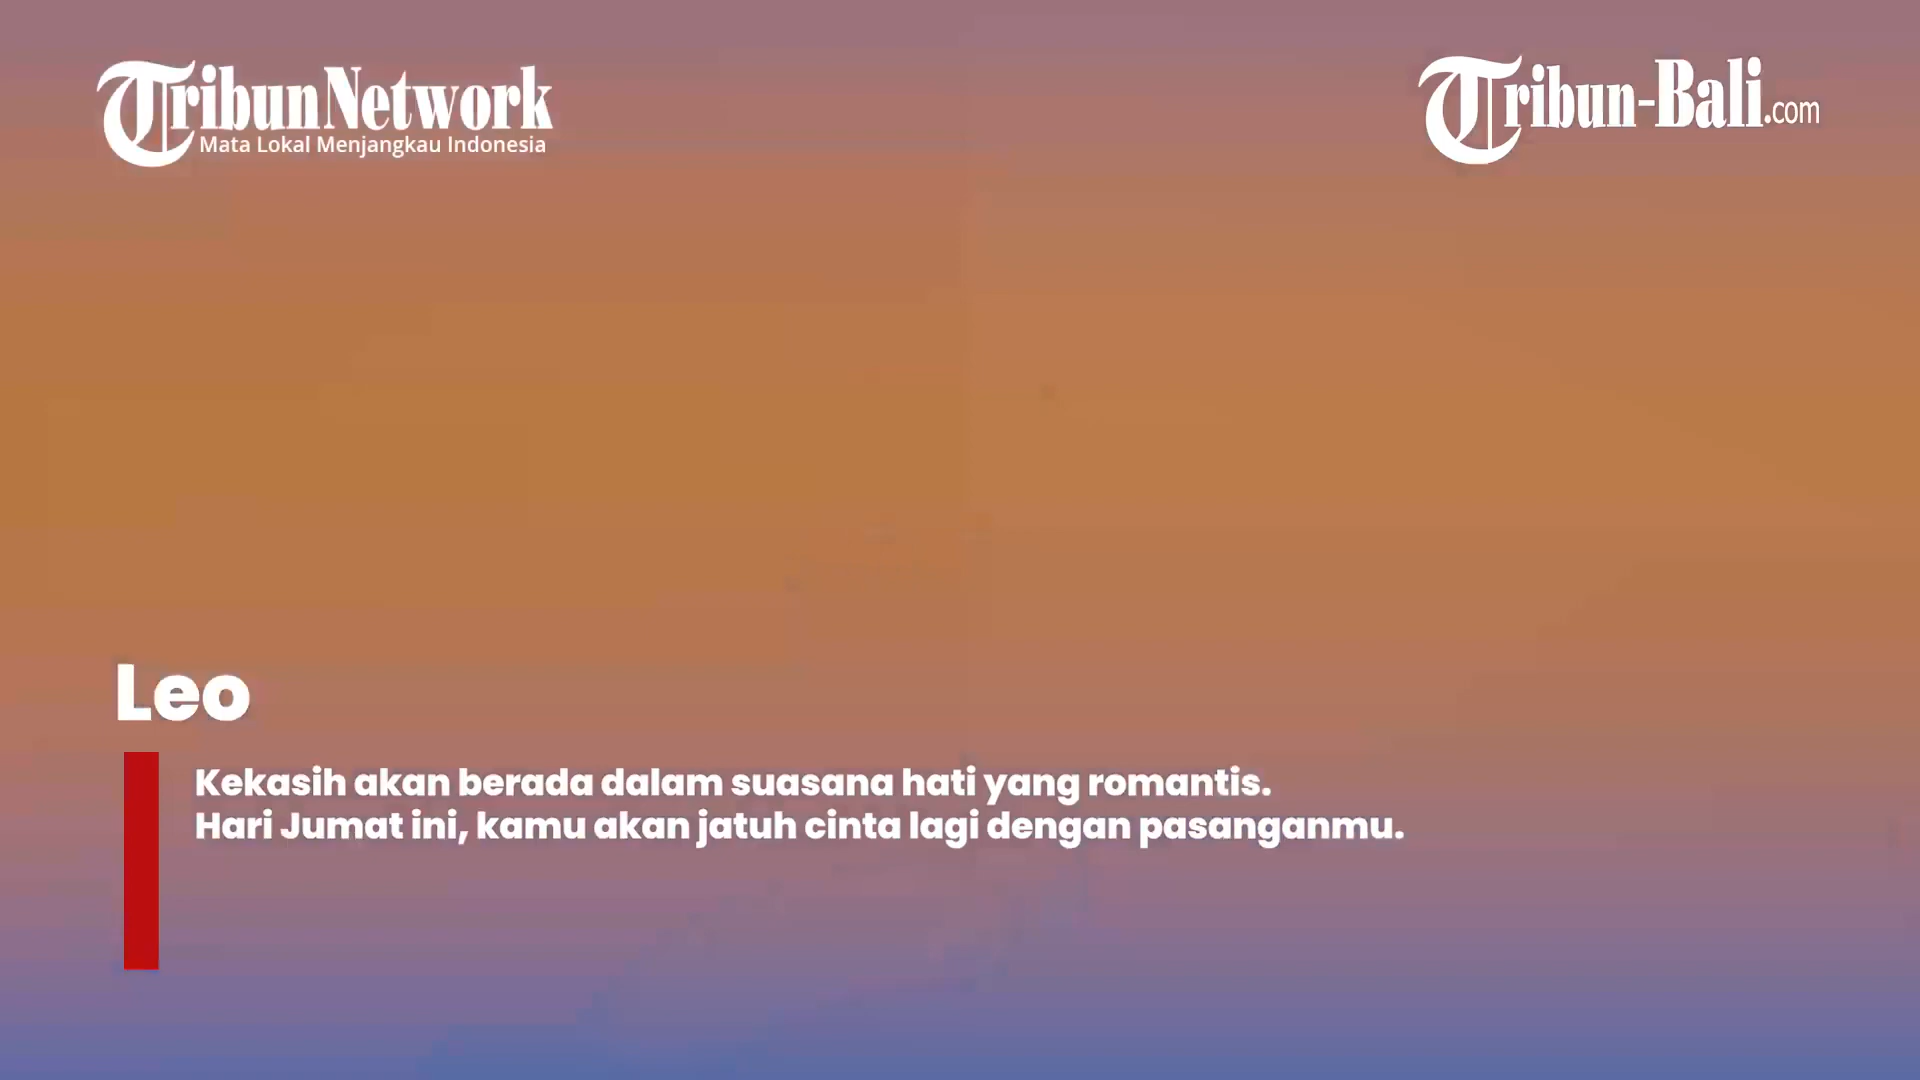 TribunNetwork
Mata Lokal Menjangkau Indonesia
Tribun-Bali.com
Leo
Kekasih akan berada dalam suasana hati yang romantis.
Hari Jumat ini, kamu akan jatuh cinta lagi dengan pasanganmu.